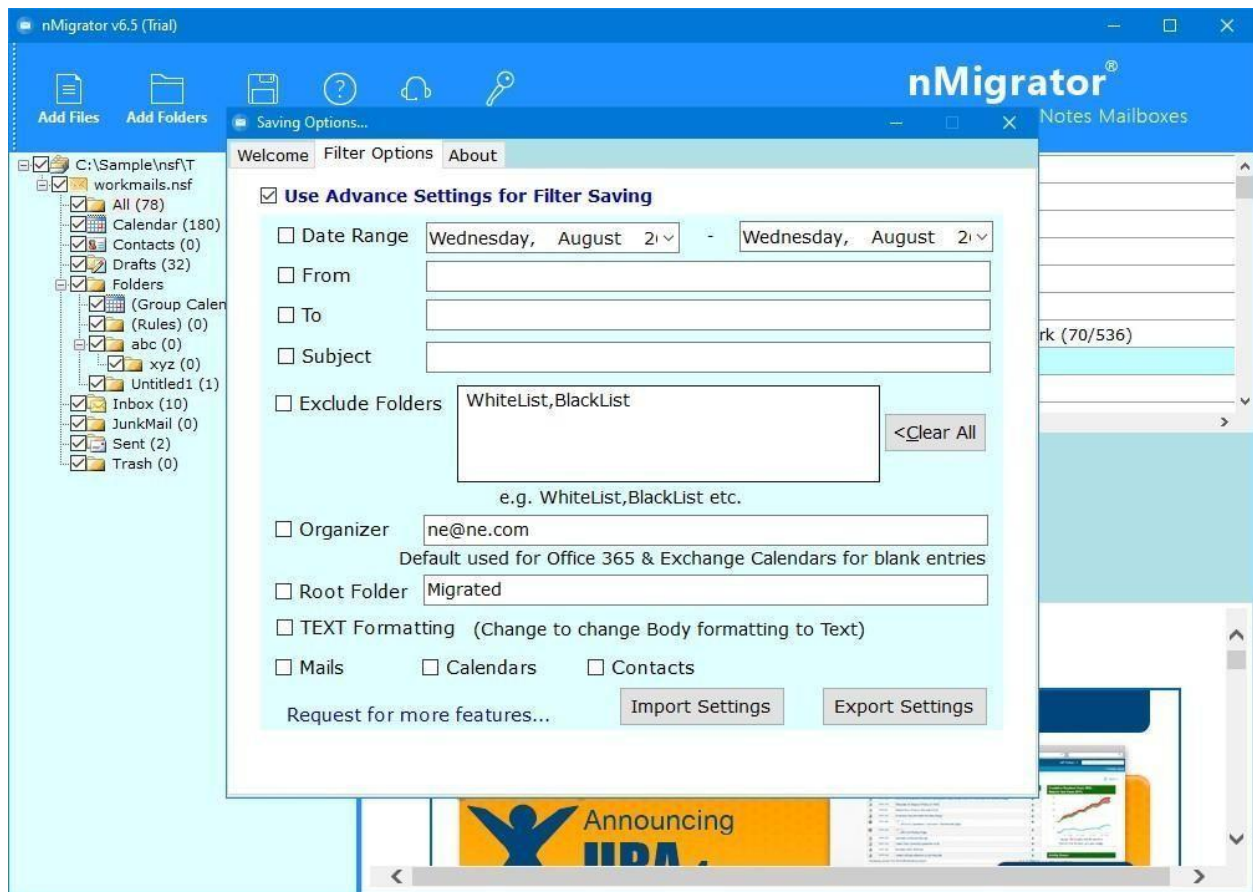 nMigrator v6.5 (Trial)
Add Files
Add Folders
nMigrator®
Notes Mailboxes
C:\Sample\nsf\T
workmails.nsf
All (78)
Calendar (180)
Contacts (0)
Drafts (32)
Folders
(Group Calen
(Rules) (0)
abc (0)
xyz (0)
Untitled1 (1)
Inbox (10)
JunkMail (0)
Sent (2)
Trash (0)
Saving Options...
Welcome Filter Options About
Use Advance Settings for Filter Saving
Date Range Wednesday, August 2 - Wednesday, August 2
From
To
Subject
Exclude Folders WhiteList,BlackList
<Clear All
e.g. WhiteList,BlackList etc.
Organizer ne@ne.com
Default used for Office 365 & Exchange Calendars for blank entries
Root Folder Migrated
TEXT Formatting (Change to change Body formatting to Text)
Mails Calendars Contacts
Request for more features... Import Settings Export Settings
rk (70/536)
Announcing